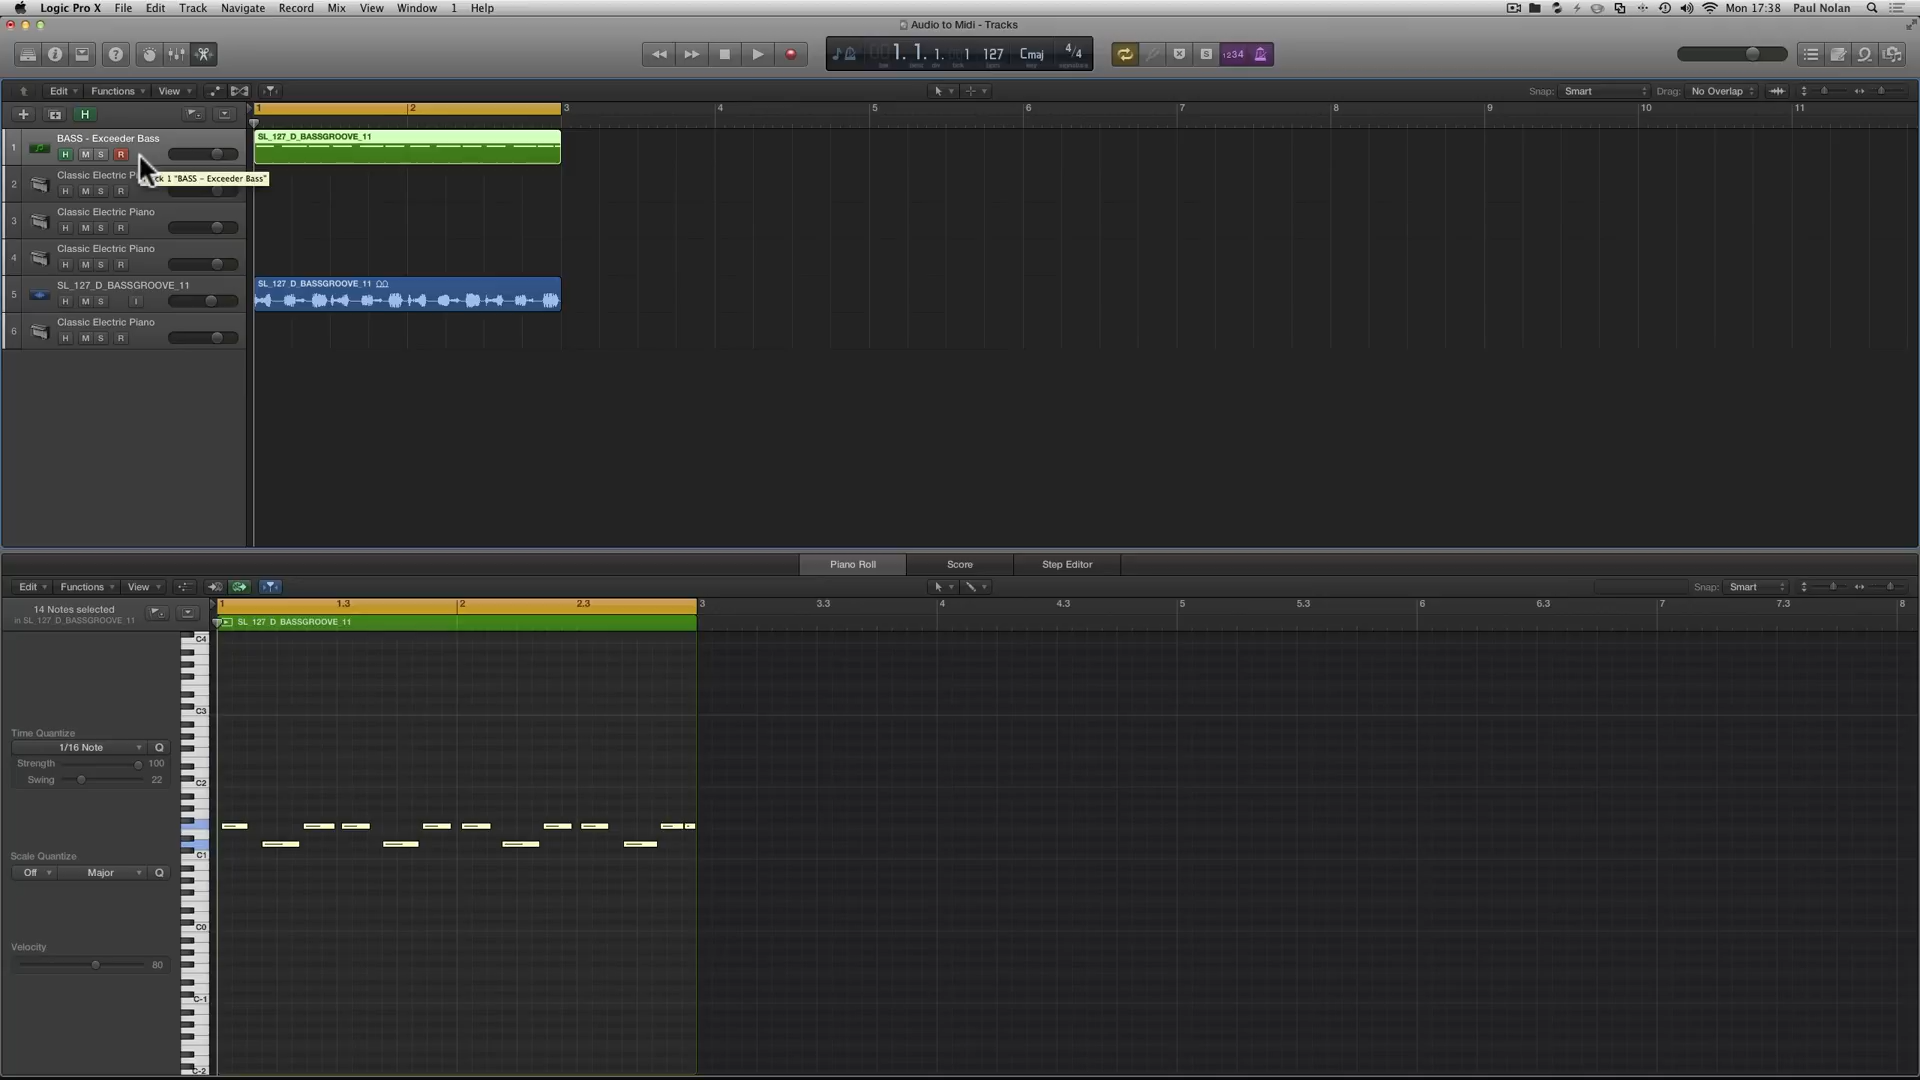 Logic Pro X File Edit Track Navigate Record Mix View Window 1 Help Mon 17:38 Paul Nolan
Audio to Midi - Tracks
1. 1. 1. 1 127 Cmaj 4/4
1234
Edit Functions View Snap: Smart Drag: No Overlap
H
1 2 3 4 5 6 7 8 9 10 11
1 BASS - Exceeder Bass
H M S R
SL_127_D_BASSGROOVE_11
2 Classic Electric P
H M S R
1 "BASS - Exceeder Bass"
3 Classic Electric Piano
H M S R
4 Classic Electric Piano
H M S R
5 SL_127_D_BASSGROOVE_11
H M S I
SL_127_D_BASSGROOVE_11
6 Classic Electric Piano
H M S R
Piano Roll Score Step Editor
Edit Functions View Snap: Smart
14 Notes selected
in SL_127_D_BASSGROOVE_11
1 1.3 2 2.3 3 3.3 4 4.3 5 5.3 6 6.3 7 7.3 8
SL_127_D_BASSGROOVE_11
C4
C3
C2
C1
C0
C-1
C-2
Time Quantize
1/16 Note Q
Strength 100
Swing 22
Scale Quantize
Off Major Q
Velocity
80